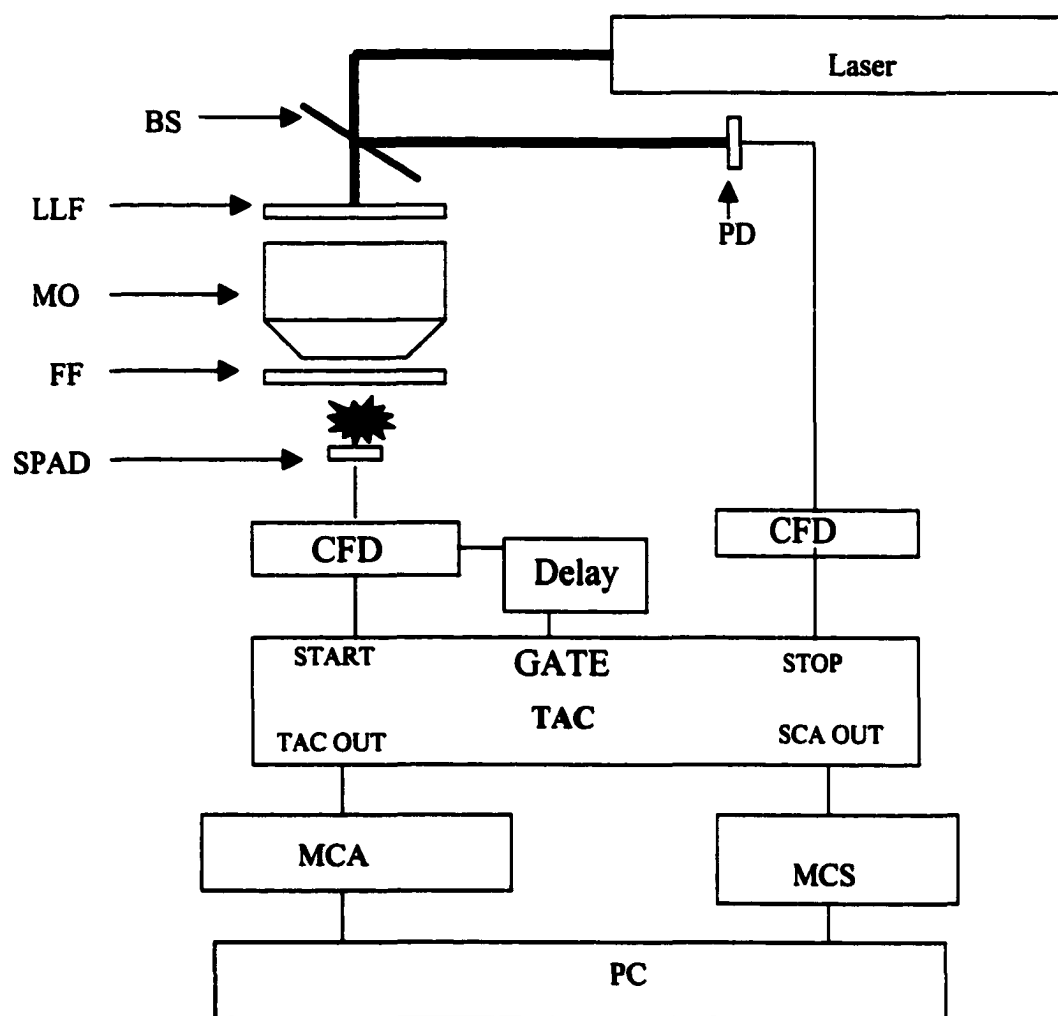 Laser
BS
LLF
PD
MO
FF
SPAD
CFD
CFD
Delay
START
GATE
STOP
TAC
TAC OUT
SCA OUT
MCA
MCS
PC